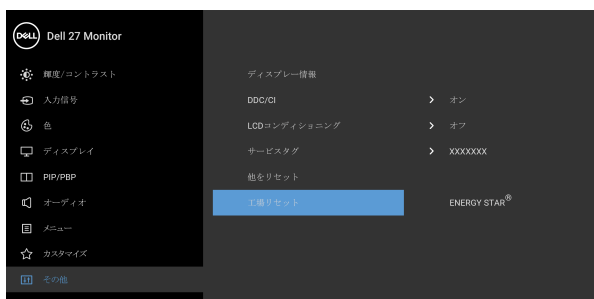 DELL Dell 27 Monitor
輝度/コントラスト
入力信号
色
ディスプレイ
PIP/PBP
オーディオ
メニュー
カスタマイズ
その他
ディスプレー情報
DDC/CI > オン
LCDコンディショニング > オフ
サービスタグ > XXXXXXX
他をリセット
工場リセット ENERGY STAR®